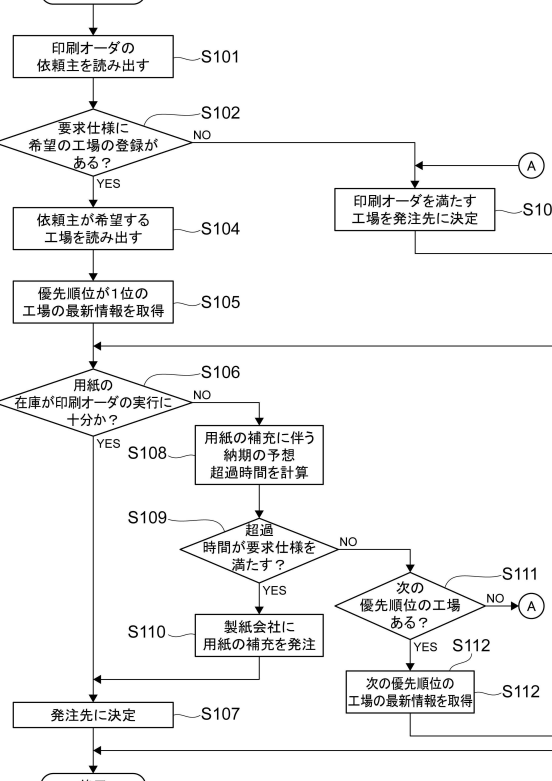 印刷オーダの
依頼主を読み出す
S101
S102
要求仕様に
希望の工場の登録が
ある？
NO
YES
A
印刷オーダを満たす
工場を発注先に決定
S10
依頼主が希望する
工場を読み出す
S104
優先順位が1位の
工場の最新情報を取得
S105
S106
用紙の
在庫が印刷オーダの実行に
十分か？
NO
YES
S108
用紙の補充に伴う
納期の予想
超過時間を計算
S109
超過
時間が要求仕様を
満たす？
NO
YES
S111
次の
優先順位の工場
ある？
NO
A
YES
S110
製紙会社に
用紙の補充を発注
S112
次の優先順位の
工場の最新情報を取得
S112
発注先に決定
S107